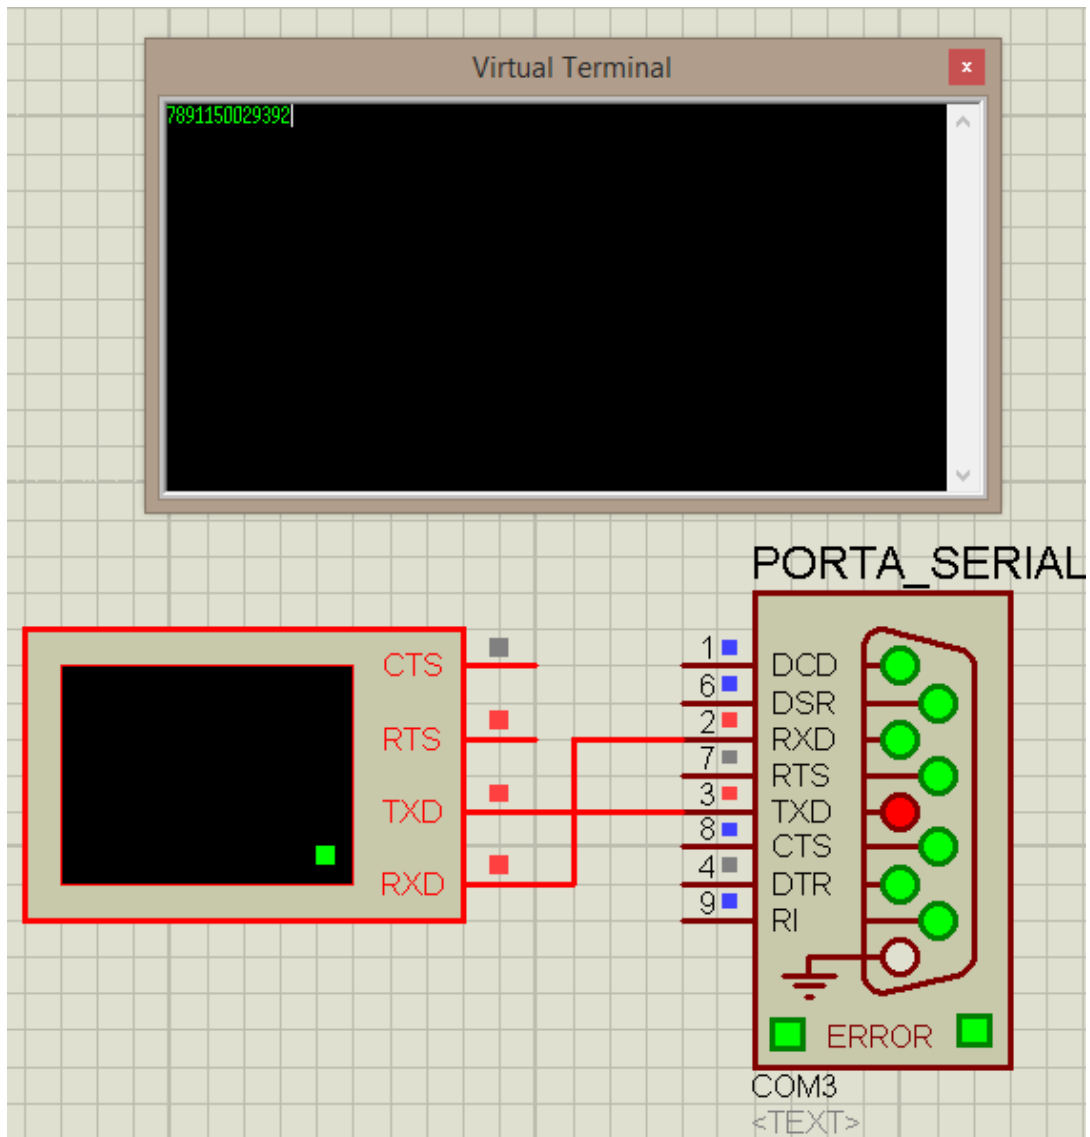 Virtual Terminal
x
7891150029392
PORTA_SERIAL
CTS
RTS
TXD
RXD
1 DCD
6 DSR
2 RXD
7 RTS
3 TXD
8 CTS
4 DTR
9 RI
ERROR
COM3
<TEXT>